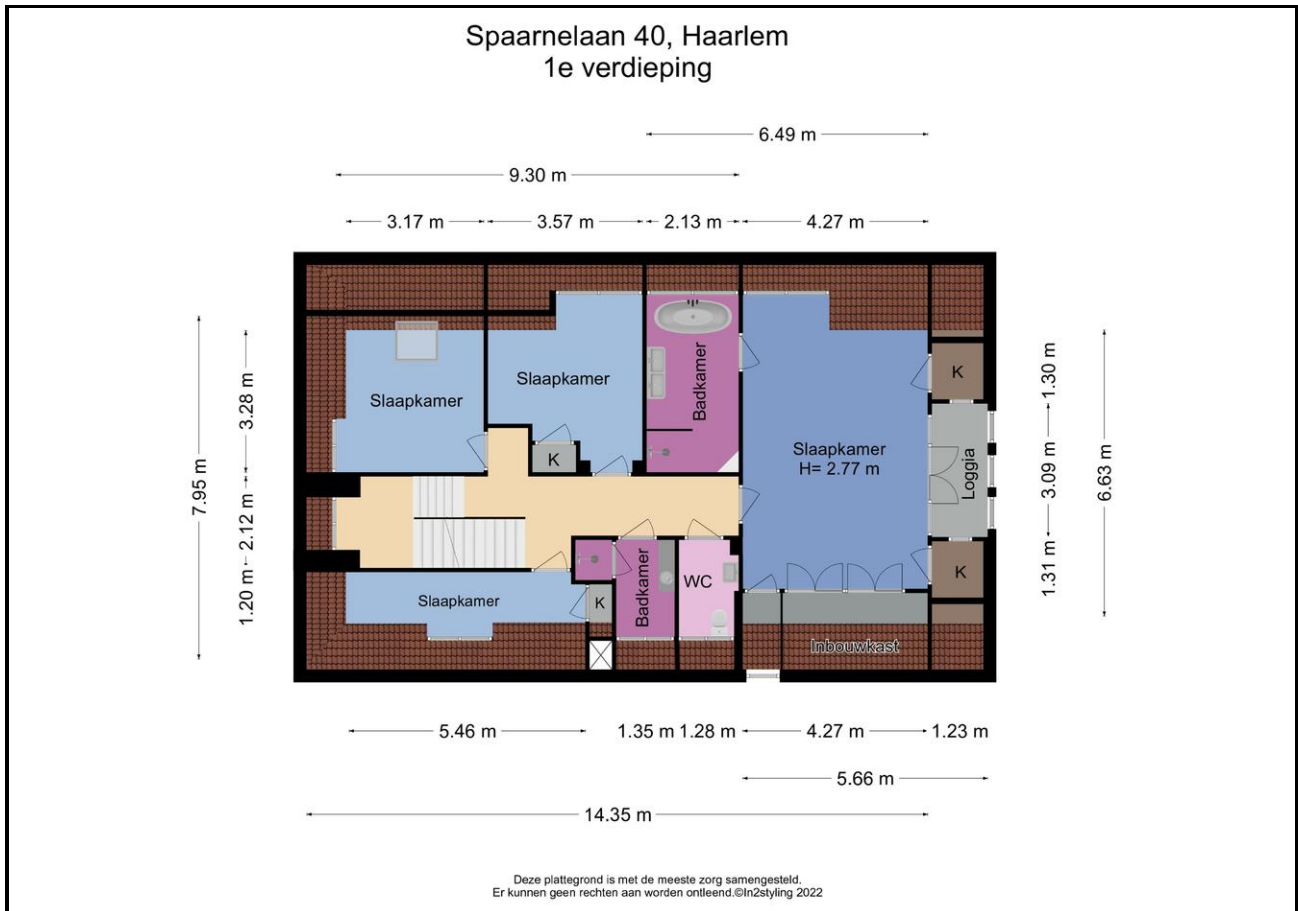 Spaarnelaan 40, Haarlem
1e verdieping
6.49 m
9.30 m
3.17 m
3.57 m
2.13 m
4.27 m
7.95 m
3.28 m
2.12 m
1.20 m
Slaapkamer
Slaapkamer
K
Badkamer
Slaapkamer
H= 2.77 m
K
Loggia
K
Slaapkamer
K
Badkamer
WC
Inbouwkast
1.30 m
3.09 m
1.31 m
6.63 m
5.46 m
1.35 m
1.28 m
4.27 m
1.23 m
5.66 m
14.35 m
Deze plattegrond is met de meeste zorg samengesteld.
Er kunnen geen rechten aan worden ontleend.©In2styling 2022